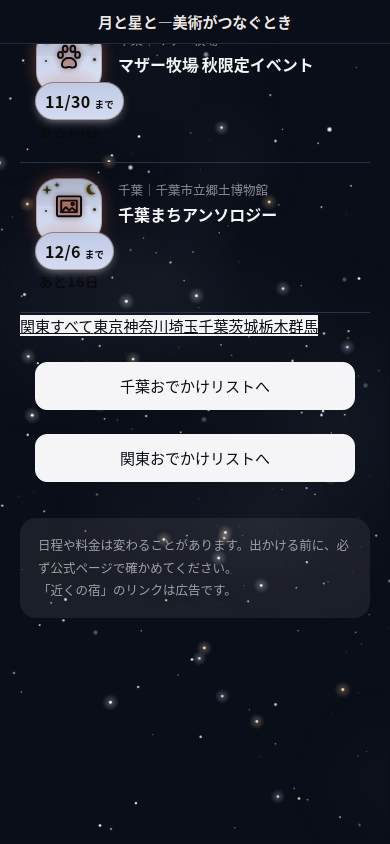 月と星と—美術がつなぐとき
マザー牧場 秋限定イベント
11/30 まで
千葉｜千葉市立郷土博物館
千葉まちアンソロジー
12/6 まで
あと16日
関東すべて東京神奈川埼玉千葉茨城栃木群馬
千葉おでかけリストへ
関東おでかけリストへ
日程や料金は変わることがあります。出かける前に、必
ず公式ページで確かめてください。
「近くの宿」のリンクは広告です。